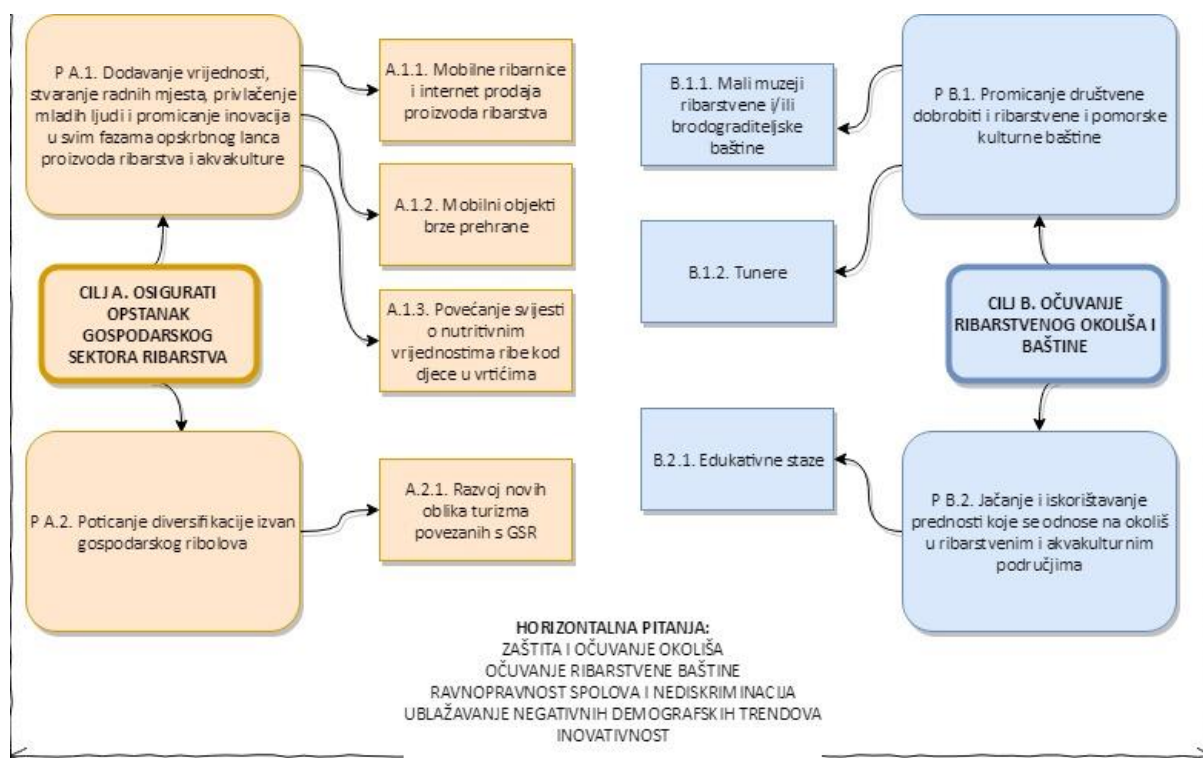 P A.1. Dodavanje vrijednosti,
stvaranje radnih mjesta, privlačenje
mladih ljudi i promicanje inovacija
u svim fazama opskrbnog lanca
proizvoda ribarstva i akvakulture
A.1.1. Mobilne ribarnice
i internet prodaja
proizvoda ribarstva
A.1.2. Mobilni objekti
brze prehrane
CILJ A. OSIGURATI
OPSTANAK
GOSPODARSKOG
SEKTORA RIBARSTVA
A.1.3. Povećanje svijesti
o nutritivnim
vrijednostima ribe kod
djece u vrtićima
P A.2. Poticanje diversifikacije izvan
gospodarskog ribolova
A.2.1. Razvoj novih
oblika turizma
povezanih s GSR
B.1.1. Mali muzeji
ribarstvene i/ili
brodograditeljske
baštine
P B.1. Promicanje društvene
dobrobiti i ribarstvene i pomorske
kulturne baštine
B.1.2. Tunere
CILJ B. OČUVANJE
RIBARSTVENOG OKOLIŠA I
BAŠTINE
B.2.1. Edukativne staze
P B.2. Jačanje i iskorištavanje
prednosti koje se odnose na okoliš
u ribarstvenim i akvakulturnim
područjima
HORIZONTALNA PITANJA:
ZAŠTITA I OČUVANJE OKOLIŠA
OČUVANJE RIBARSTVENE BAŠTINE
RAVNOPRAVNOST SPOLOVA I NEDISKRIMINACIJA
UBLAŽAVANJE NEGATIVNIH DEMOGRAFSKIH TRENDOVA
INOVATIVNOST